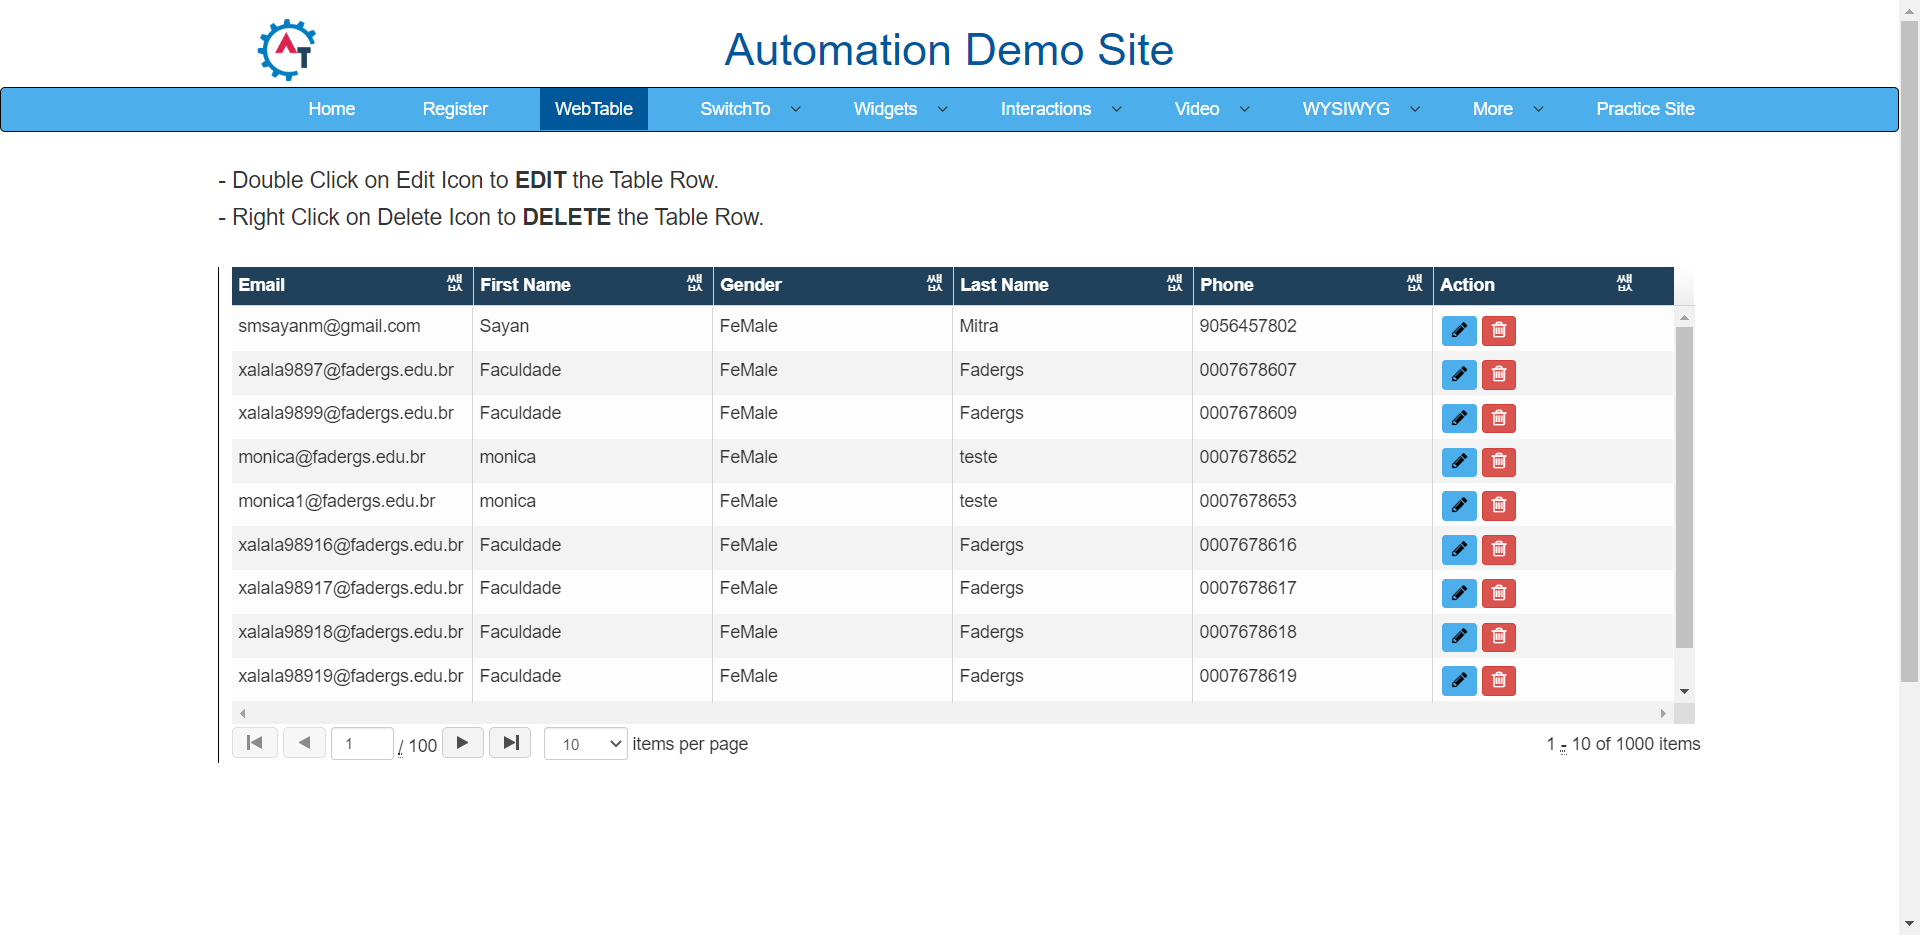 AT
Automation Demo Site
Home Register WebTable SwitchTo Widgets Interactions Video WYSIWYG More Practice Site
- Double Click on Edit Icon to EDIT the Table Row.
- Right Click on Delete Icon to DELETE the Table Row.
Email First Name Gender Last Name Phone Action
smsayanm@gmail.com Sayan FeMale Mitra 9056457802
xalala9897@fadergs.edu.br Faculdade FeMale Fadergs 0007678607
xalala9899@fadergs.edu.br Faculdade FeMale Fadergs 0007678609
monica@fadergs.edu.br monica FeMale teste 0007678652
monica1@fadergs.edu.br monica FeMale teste 0007678653
xalala98916@fadergs.edu.br Faculdade FeMale Fadergs 0007678616
xalala98917@fadergs.edu.br Faculdade FeMale Fadergs 0007678617
xalala98918@fadergs.edu.br Faculdade FeMale Fadergs 0007678618
xalala98919@fadergs.edu.br Faculdade FeMale Fadergs 0007678619
1 / 100 10 items per page 1 - 10 of 1000 items